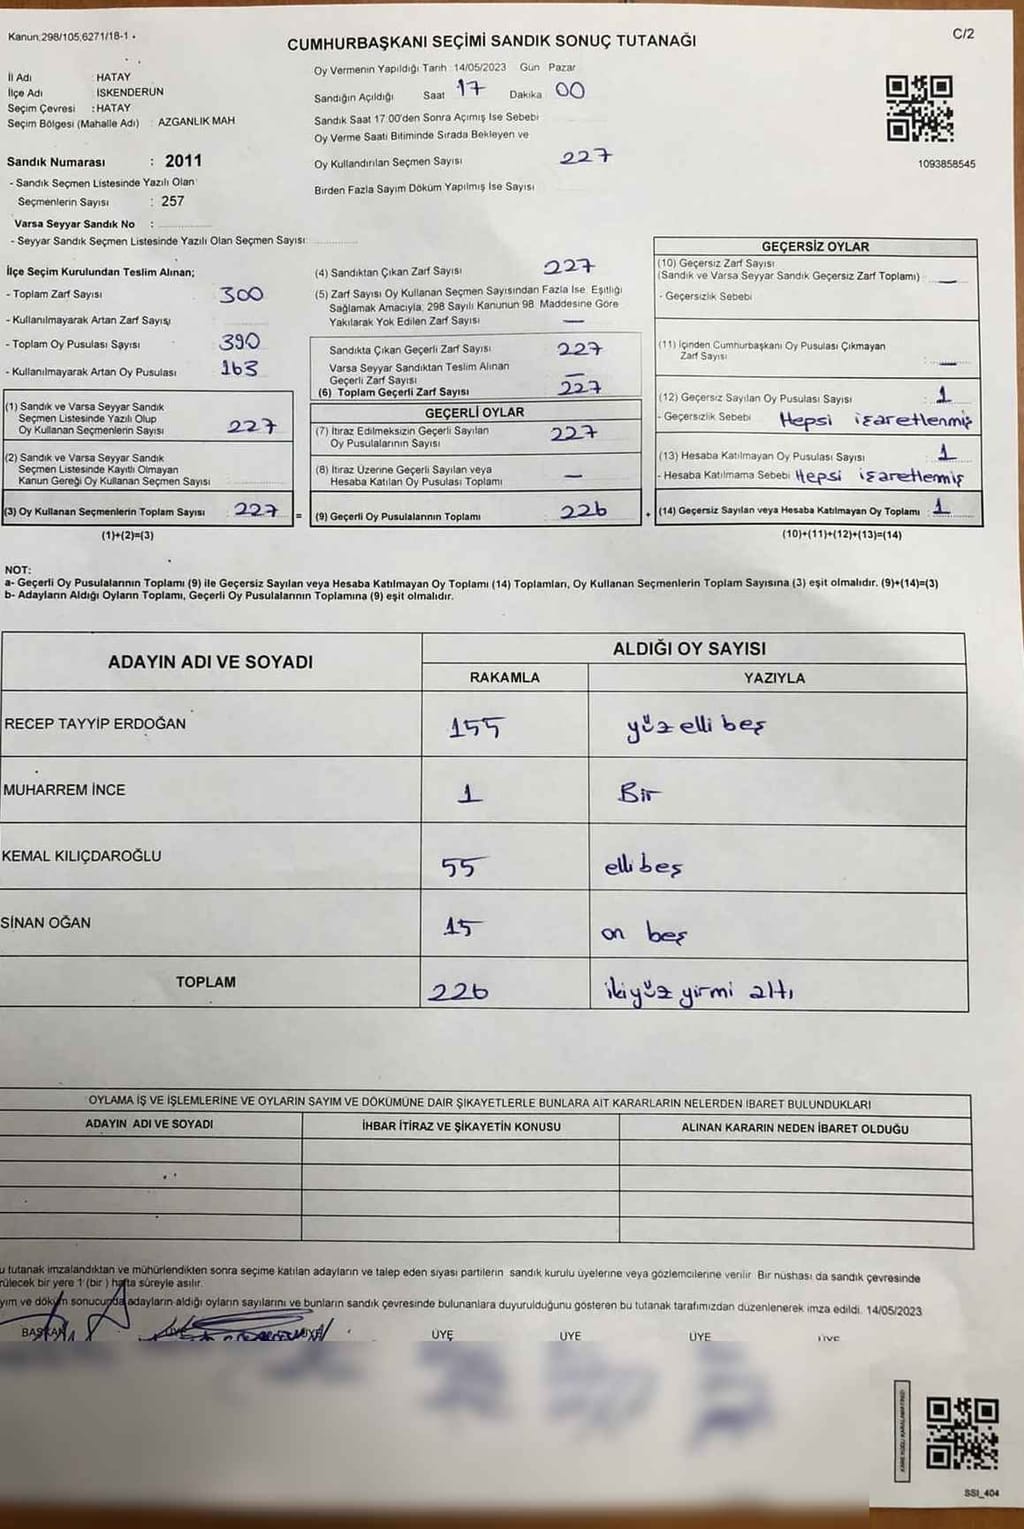 Kanun;298/105,6271/18-1
C/2
CUMHURBAŞKANI SEÇİMİ SANDIK SONUÇ TUTANAĞI
İl Adı : HATAY
İlçe Adı : İSKENDERUN
Seçim Çevresi : HATAY
Seçim Bölgesi (Mahalle Adı) : AZGANLIK MAH
Sandık Numarası : 2011
- Sandık Seçmen Listesinde Yazılı Olan
Seçmenlerin Sayısı : 257
Varsa Seyyar Sandık No :
- Seyyar Sandık Seçmen Listesinde Yazılı Olan Seçmen Sayısı:
Oy Vermenin Yapıldığı Tarih : 14/05/2023 Gün Pazar
Sandığın Açıldığı Saat 17 Dakika 00
Sandık Saat 17:00'den Sonra Açımış İse Sebebi
Oy Verme Saati Bitiminde Sırada Bekleyen ve
Oy Kullandırılan Seçmen Sayısı 227
Birden Fazla Sayım Döküm Yapılmış İse Sayısı
1093858545
İlçe Seçim Kurulundan Teslim Alınan;
- Toplam Zarf Sayısı 300
- Kullanılmayarak Artan Zarf Sayısı
- Toplam Oy Pusulası Sayısı 390
- Kullanılmayarak Artan Oy Pusulası 163
(1) Sandık ve Varsa Seyyar Sandık
Seçmen Listesinde Yazılı Olup
Oy Kullanan Seçmenlerin Sayısı 227
(2) Sandık ve Varsa Seyyar Sandık
Seçmen Listesinde Kayıtlı Olmayan
Kanun Gereği Oy Kullanan Seçmen Sayısı
(3) Oy Kullanan Seçmenlerin Toplam Sayısı 227 =
(1)+(2)=(3)
(4) Sandıktan Çıkan Zarf Sayısı 227
(5) Zarf Sayısı Oy Kullanan Seçmen Sayısından Fazla İse, Eşitliği
Sağlamak Amacıyla, 298 Sayılı Kanunun 98. Maddesine Göre
Yakılarak Yok Edilen Zarf Sayısı —
Sandıkta Çıkan Geçerli Zarf Sayısı 227
Varsa Seyyar Sandıktan Teslim Alınan
Geçerli Zarf Sayısı —
(6) Toplam Geçerli Zarf Sayısı 227
GEÇERLİ OYLAR
(7) İtiraz Edilmeksizin Geçerli Sayılan
Oy Pusulalarının Sayısı 227
(8) İtiraz Üzerine Geçerli Sayılan veya
Hesaba Katılan Oy Pusulası Toplamı —
(9) Geçerli Oy Pusulalarının Toplamı 226 +
GEÇERSİZ OYLAR
(10) Geçersiz Zarf Sayısı
(Sandık ve Varsa Seyyar Sandık Geçersiz Zarf Toplamı) —
- Geçersizlik Sebebi
(11) İçinden Cumhurbaşkanı Oy Pusulası Çıkmayan
Zarf Sayısı —
(12) Geçersiz Sayılan Oy Pusulası Sayısı 1
- Geçersizlik Sebebi Hepsi işaretlenmiş
(13) Hesaba Katılmayan Oy Pusulası Sayısı 1
- Hesaba Katılmama Sebebi Hepsi işaretlemiş
(14) Geçersiz Sayılan veya Hesaba Katılmayan Oy Toplamı : 1
(10)+(11)+(12)+(13)=(14)
NOT:
a- Geçerli Oy Pusulalarının Toplamı (9) ile Geçersiz Sayılan veya Hesaba Katılmayan Oy Toplamı (14) Toplamları, Oy Kullanan Seçmenlerin Toplam Sayısına (3) eşit olmalıdır. (9)+(14)=(3)
b- Adayların Aldığı Oyların Toplamı, Geçerli Oy Pusulalarının Toplamına (9) eşit olmalıdır.
ADAYIN ADI VE SOYADI ALDIĞI OY SAYISI
RAKAMLA YAZIYLA
RECEP TAYYİP ERDOĞAN 155 yüz elli beş
MUHARREM İNCE 1 Bir
KEMAL KILIÇDAROĞLU 55 elli beş
SİNAN OĞAN 15 on beş
TOPLAM 226 ikiyüz yirmi altı
OYLAMA İŞ VE İŞLEMLERİNE VE OYLARIN SAYIM VE DÖKÜMÜNE DAİR ŞİKAYETLERLE BUNLARA AİT KARARLARIN NELERDEN İBARET BULUNDUKLARI
ADAYIN ADI VE SOYADI İHBAR İTİRAZ VE ŞİKAYETİN KONUSU ALINAN KARARIN NEDEN İBARET OLDUĞU
u tutanak imzalandıktan ve mühürlendikten sonra seçime katılan adayların ve talep eden siyasi partilerin sandık kurulu üyelerine veya gözlemcilerine verilir. Bir nüshası da sandık çevresinde
rülecek bir yere 1 (bir) hafta süreyle asılır.
yım ve döküm sonucunda adayların aldığı oyların sayılarını ve bunların sandık çevresinde bulunanlara duyurulduğunu gösteren bu tutanak tarafımızdan düzenlenerek imza edildi. 14/05/2023
BAŞKAN ÜYE ÜYE ÜYE ÜYE ÜYE ÜYE
SSI_404